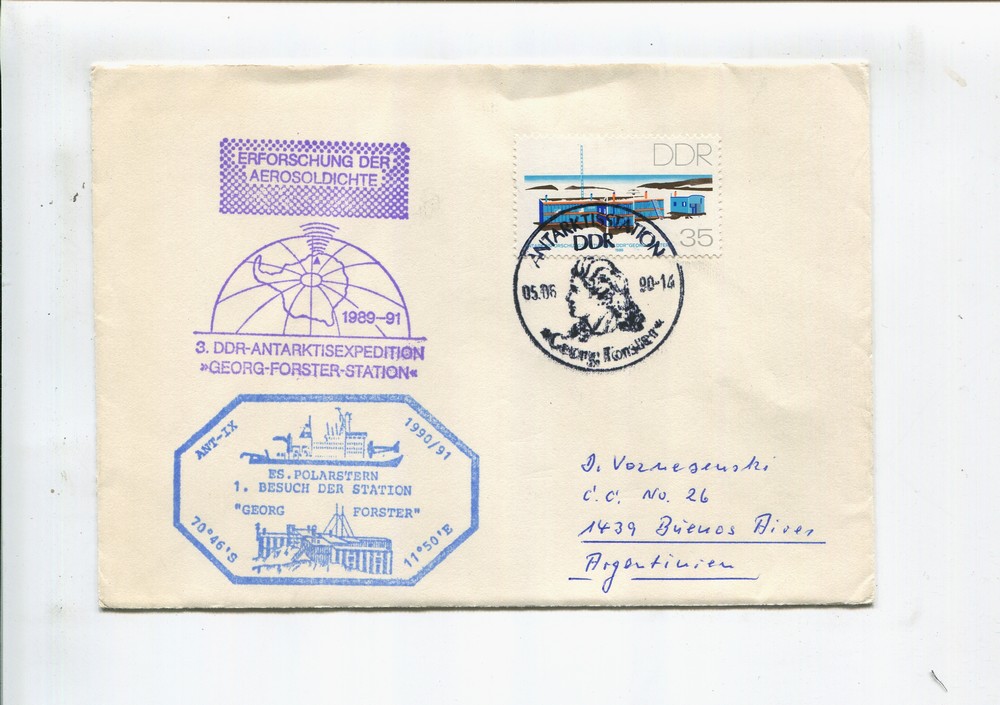 ERFORSCHUNG DER
AEROSOLDICHTE
1989-91
3. DDR-ANTARKTISEXPEDITION
»GEORG-FORSTER-STATION«
DDR
35
ANTARKTISSTATION
DDR
05.06 90-14
»Georg Forster«
ANT-IX 1990/91
FS.POLARSTERN
1. BESUCH DER STATION
"GEORG FORSTER"
70°46'S 11°50'E
D. Voznesenski
C.C. No. 26
1439 Buenos Aires
Argentinien